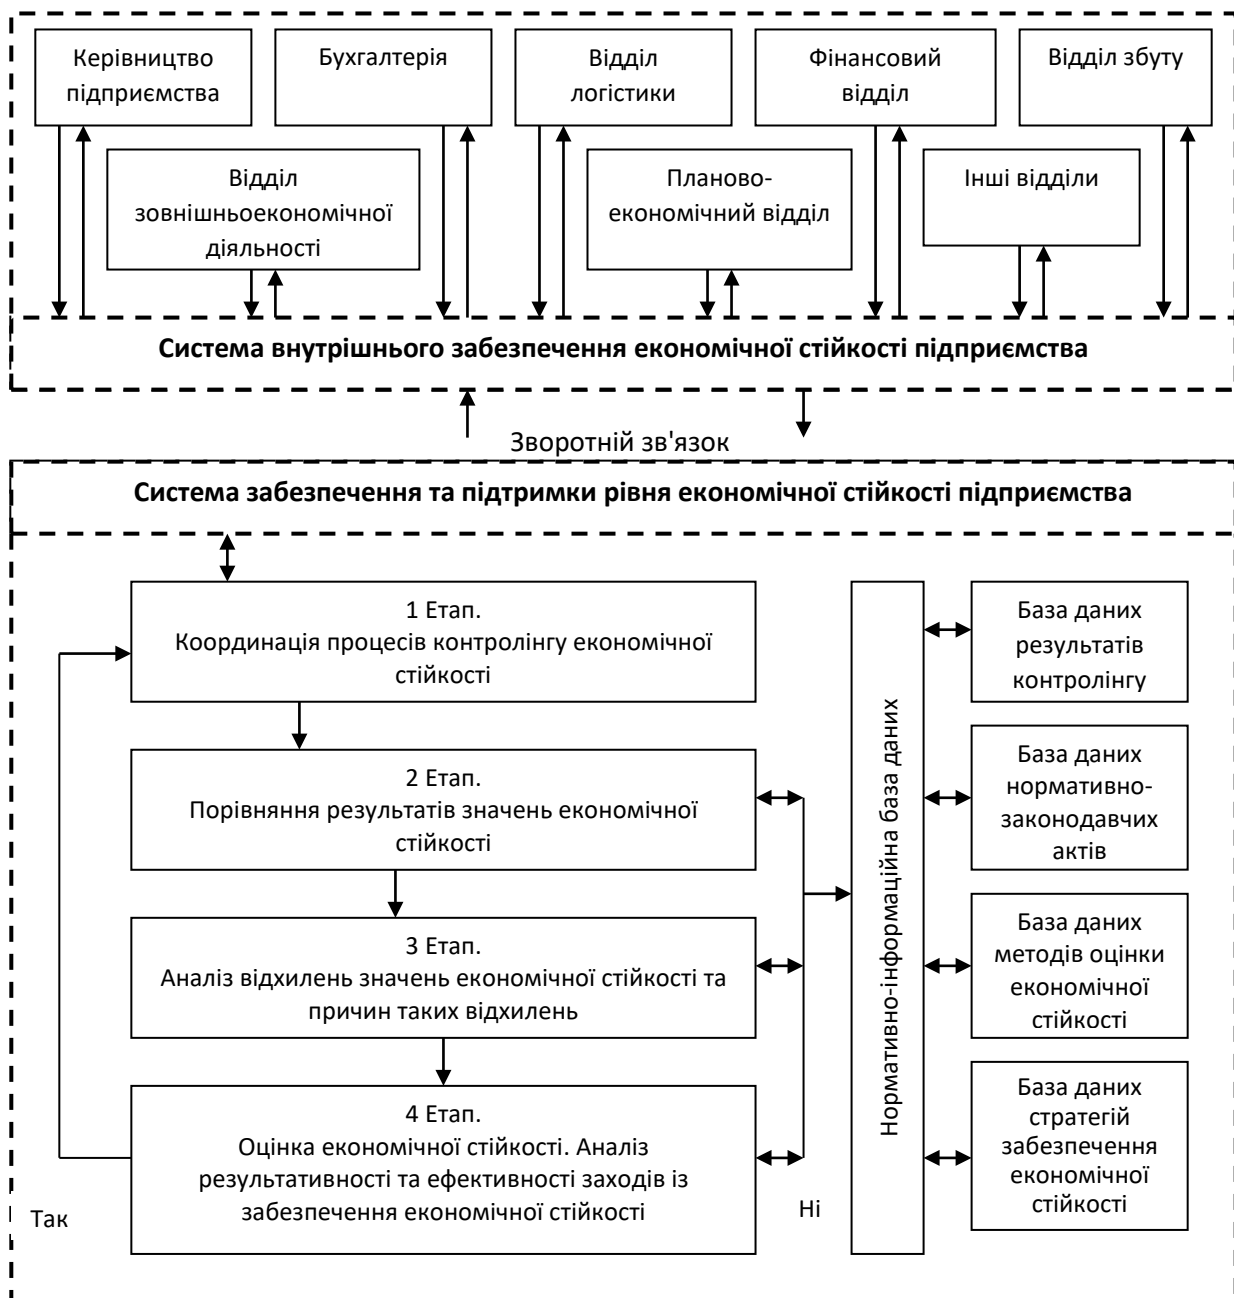 Керівництво
підприємства
Бухгалтерія
Відділ
логістики
Фінансовий
відділ
Відділ збуту
Відділ
зовнішньоекономічної
діяльності
Планово-
економічний відділ
Інші відділи
Система внутрішнього забезпечення економічної стійкості підприємства
Зворотній зв'язок
Система забезпечення та підтримки рівня економічної стійкості підприємства
1 Етап.
Координація процесів контролінгу економічної
стійкості
2 Етап.
Порівняння результатів значень економічної
стійкості
3 Етап.
Аналіз відхилень значень економічної стійкості та
причин таких відхилень
4 Етап.
Оцінка економічної стійкості. Аналіз
результативності та ефективності заходів із
забезпечення економічної стійкості
Так
Ні
Нормативно-інформаційна база даних
База даних
результатів
контролінгу
База даних
нормативно-
законодавчих
актів
База даних
методів оцінки
економічної
стійкості
База даних
стратегій
забезпечення
економічної
стійкості